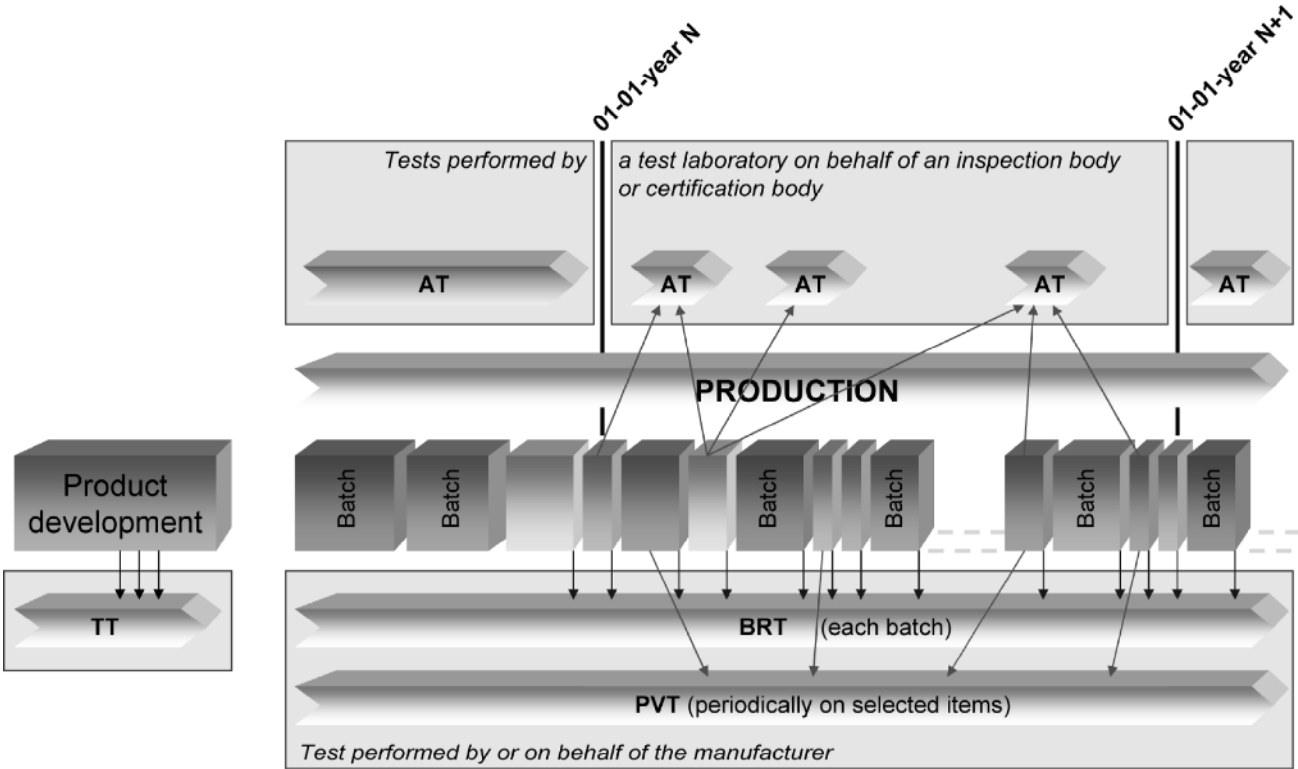 01-01-year N
01-01-year N+1
Tests performed by
a test laboratory on behalf of an inspection body
or certification body
AT
AT
AT
AT
AT
PRODUCTION
Product
development
Batch
Batch
Batch
Batch
Batch
Batch
TT
BRT (each batch)
PVT (periodically on selected items)
Test performed by or on behalf of the manufacturer